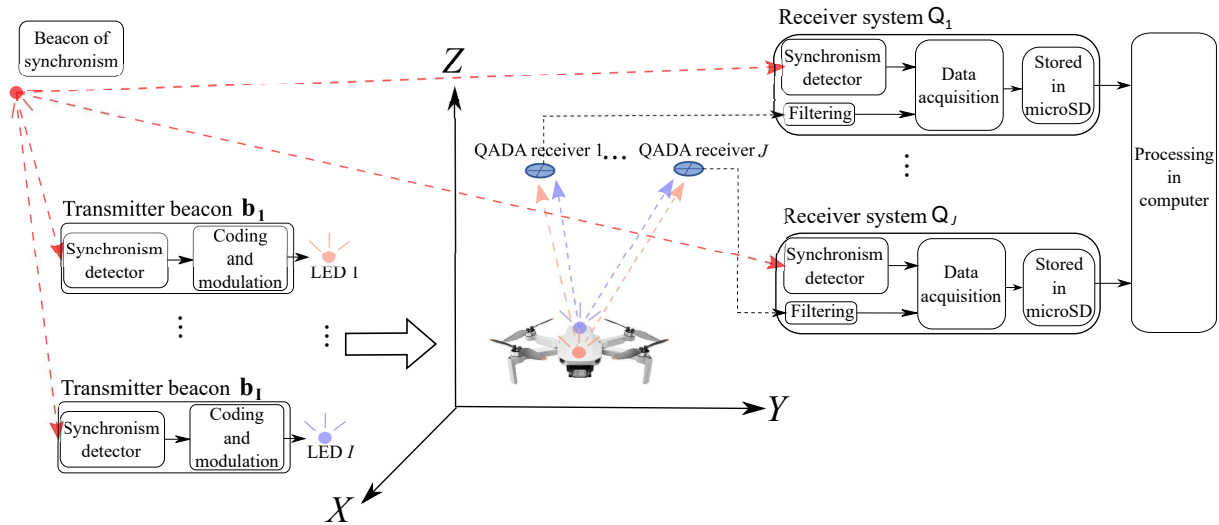 Beacon of
synchronism
Transmitter beacon b₁
Synchronism
detector
Coding
and
modulation
LED 1
⋮
⋮
Transmitter beacon b_I
Synchronism
detector
Coding
and
modulation
LED I
Z
Y
X
QADA receiver 1
...
QADA receiver J
Receiver system Q₁
Synchronism
detector
Filtering
Data
acquisition
Stored
in
microSD
⋮
Receiver system Q_J
Synchronism
detector
Filtering
Data
acquisition
Stored
in
microSD
Processing
in
computer